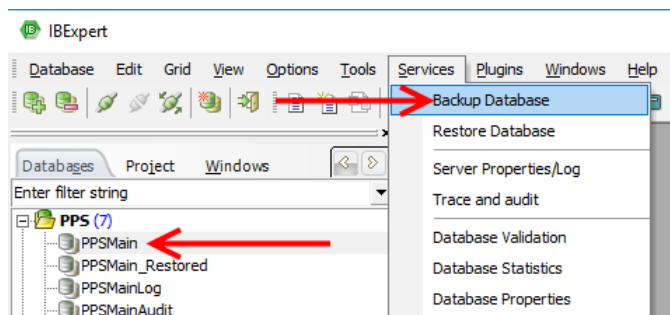 IBExpert
Database Edit Grid View Options Tools Services Plugins Windows Help
Backup Database
Restore Database
Server Properties/Log
Trace and audit
Database Validation
Database Statistics
Database Properties
Databases Project Windows
Enter filter string
PPS (7)
PPSMain
PPSMain_Restored
PPSMainLog
PPSMainAudit